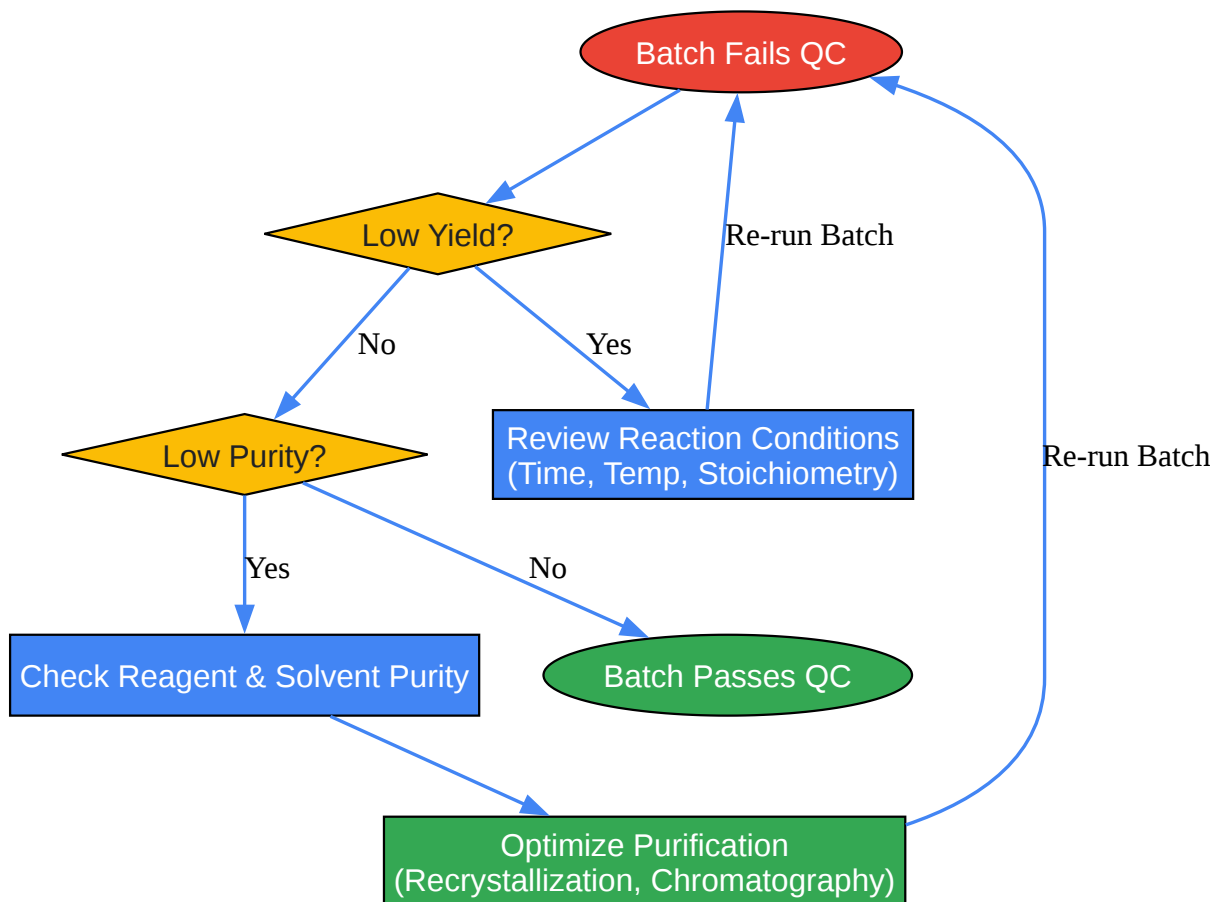 Batch Fails QC
Low Yield?
Re-run Batch
No
Yes
Low Purity?
Review Reaction Conditions
(Time, Temp, Stoichiometry)
Re-run Batch
Yes
No
Check Reagent & Solvent Purity
Batch Passes QC
Optimize Purification
(Recrystallization, Chromatography)